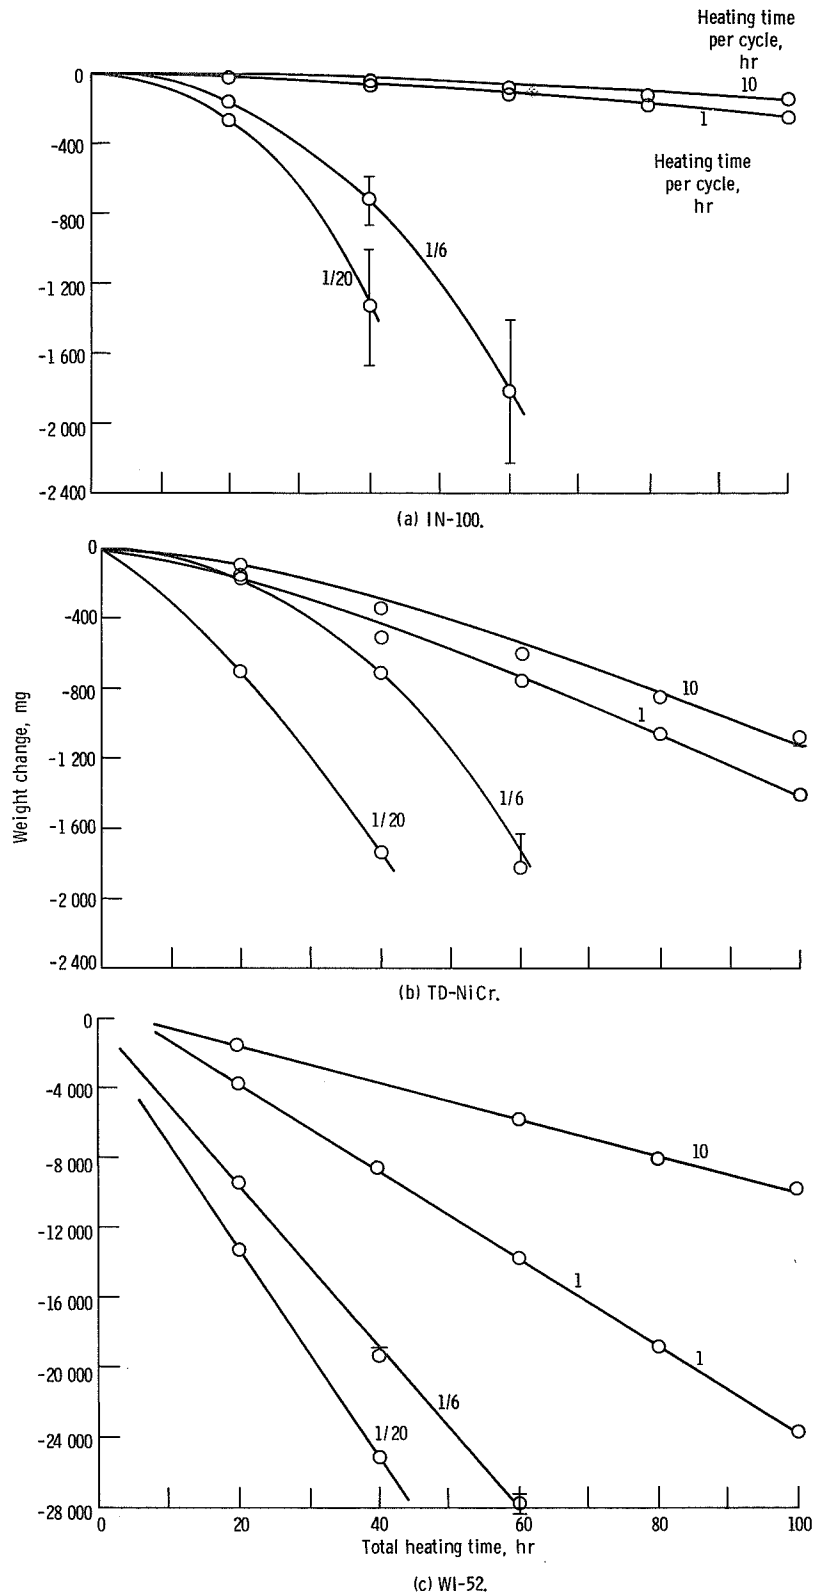 Heating time
per cycle,
hr
0
10
1
-400
Heating time
per cycle,
hr
-800
1/6
-1 200
1/20
-1 600
-2 000
-2 400
(a) IN-100.
0
-400
10
-800
1
-1 200
1/6
1/20
-1 600
-2 000
-2 400
Weight change, mg
(b) TD-NiCr.
0
-4 000
10
-8 000
-12 000
1
-16 000
1
-20 000
1/6
1/20
-24 000
-28 000
0 20 40 60 80 100
Total heating time, hr
(c) WI-52.